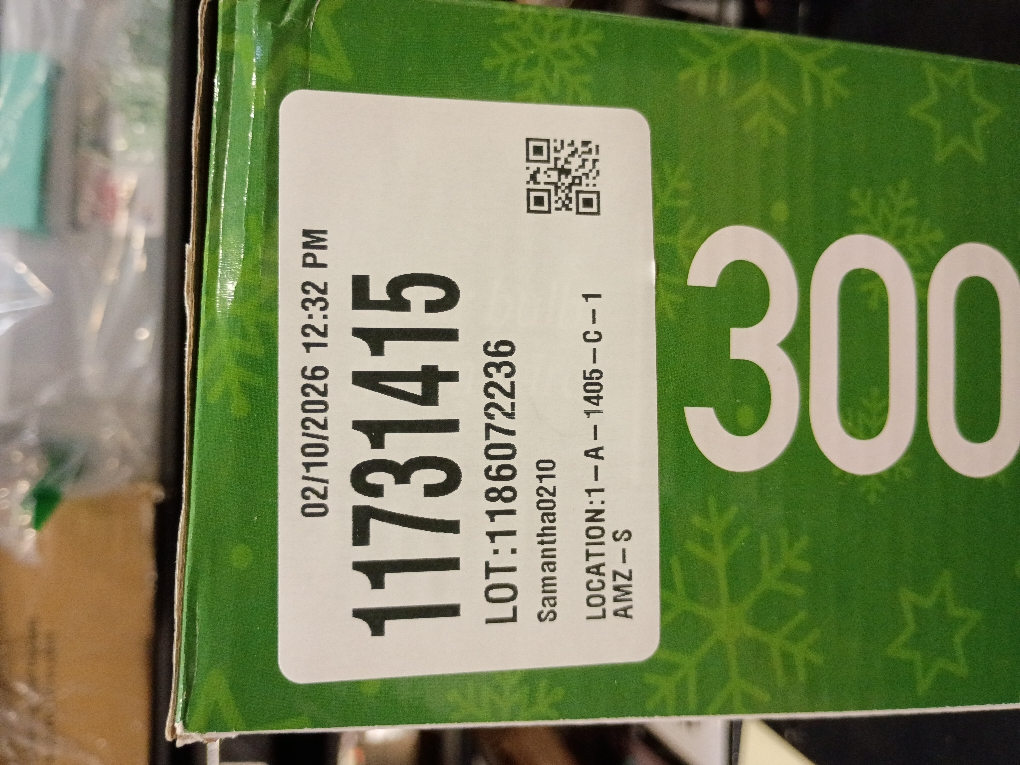 02/10/2026 12:32 PM
11731415
LOT:1186072236
Samantha0210
LOCATION:1-A-1405-C-1
AMZ-S
300